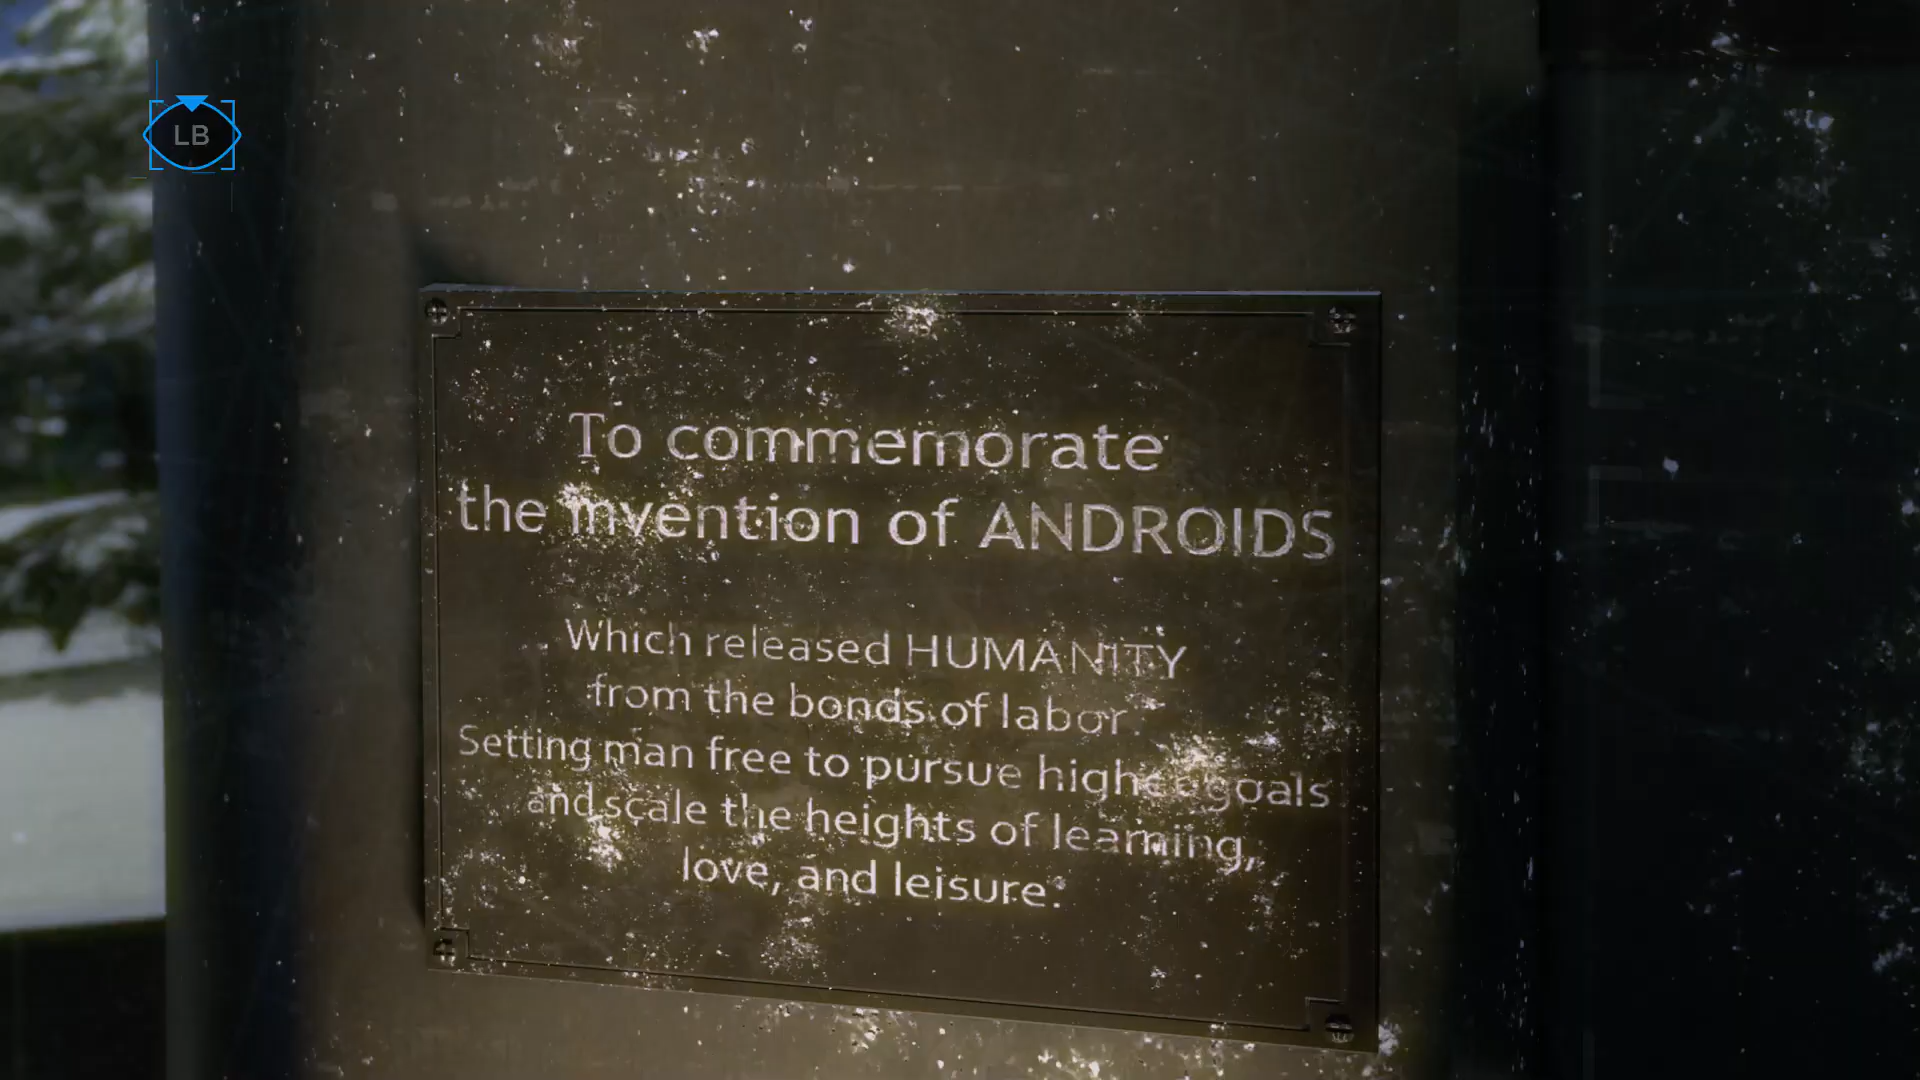 LB
To commemorate
the invention of ANDROIDS
Which released HUMANITY
from the bonds of labor.
Setting man free to pursue higher goals
and scale the heights of learning,
love, and leisure.